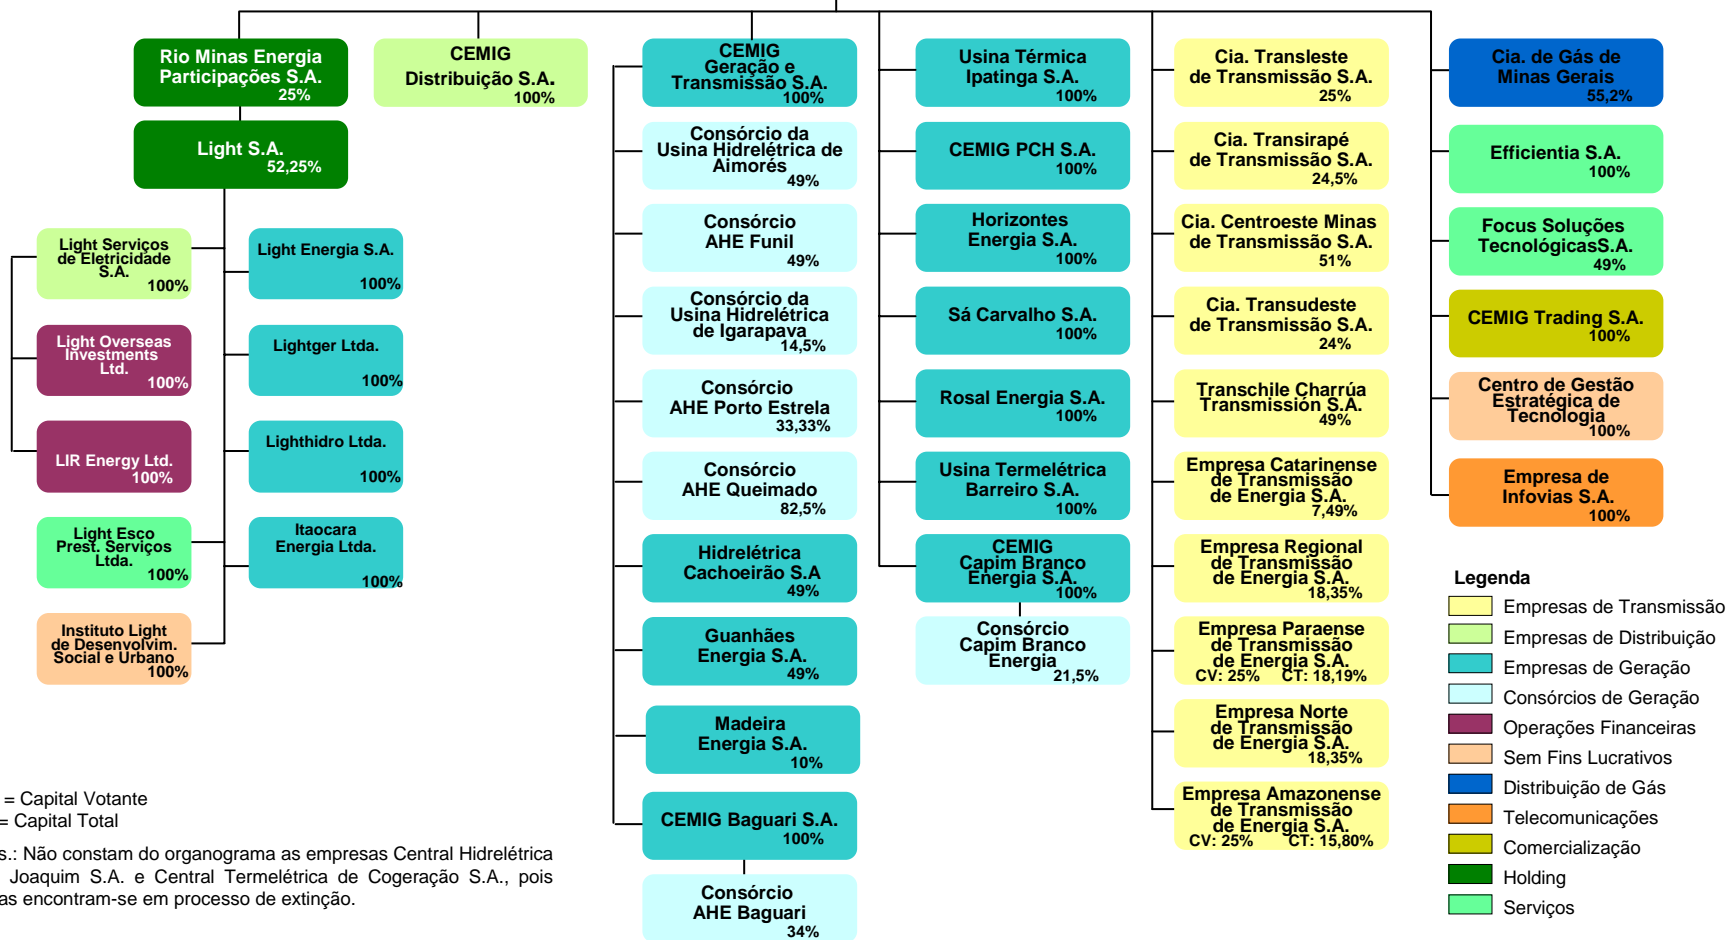 Rio Minas Energia
Participações S.A.
25%
Light S.A.
52,25%
Light Serviços
de Eletricidade
S.A.
100%
Light Overseas
Investments
Ltd.
100%
LIR Energy Ltd.
100%
Light Esco
Prest. Serviços
Ltda.
100%
Instituto Light
de Desenvolvim.
Social e Urbano
100%
Light Energia S.A.
100%
Lightger Ltda.
100%
Lighthidro Ltda.
100%
Itaocara
Energia Ltda.
100%
CEMIG
Distribuição S.A.
100%
CEMIG
Geração e
Transmissão S.A.
100%
Consórcio da
Usina Hidrelétrica de
Aimorés
49%
Consórcio
AHE Funil
49%
Consórcio da
Usina Hidrelétrica
de Igarapava
14,5%
Consórcio
AHE Porto Estrela
33,33%
Consórcio
AHE Queimado
82,5%
Hidrelétrica
Cachoeirão S.A
49%
Guanhães
Energia S.A.
49%
Madeira
Energia S.A.
10%
CEMIG Baguari S.A.
100%
Consórcio
AHE Baguari
34%
Usina Térmica
Ipatinga S.A.
100%
CEMIG PCH S.A.
100%
Horizontes
Energia S.A.
100%
Sá Carvalho S.A.
100%
Rosal Energia S.A.
100%
Usina Termelétrica
Barreiro S.A.
100%
CEMIG
Capim Branco
Energia S.A.
100%
Consórcio
Capim Branco
Energia
21,5%
Cia. Transleste
de Transmissão S.A.
25%
Cia. Transirapé
de Transmissão S.A.
24,5%
Cia. Centroeste Minas
de Transmissão S.A.
51%
Cia. Transudeste
de Transmissão S.A.
24%
Transchile Charrúa
Transmissión S.A.
49%
Empresa Catarinense
de Transmissão
de Energia S.A.
7,49%
Empresa Regional
de Transmissão
de Energia S.A.
18,35%
Empresa Paraense
de Transmissão
de Energia S.A.
CV: 25% CT: 18,19%
Empresa Norte
de Transmissão
de Energia S.A.
18,35%
Empresa Amazonense
de Transmissão
de Energia S.A.
CV: 25% CT: 15,80%
Cia. de Gás de
Minas Gerais
55,2%
Efficientia S.A.
100%
Focus Soluções
TecnológicasS.A.
49%
CEMIG Trading S.A.
100%
Centro de Gestão
Estratégica de
Tecnologia
100%
Empresa de
Infovias S.A.
100%
Legenda
Empresas de Transmissão
Empresas de Distribuição
Empresas de Geração
Consórcios de Geração
Operações Financeiras
Sem Fins Lucrativos
Distribuição de Gás
Telecomunicações
Comercialização
Holding
Serviços
= Capital Votante
= Capital Total
s.: Não constam do organograma as empresas Central Hidrelétrica
Joaquim S.A. e Central Termelétrica de Cogeração S.A., pois
as encontram-se em processo de extinção.